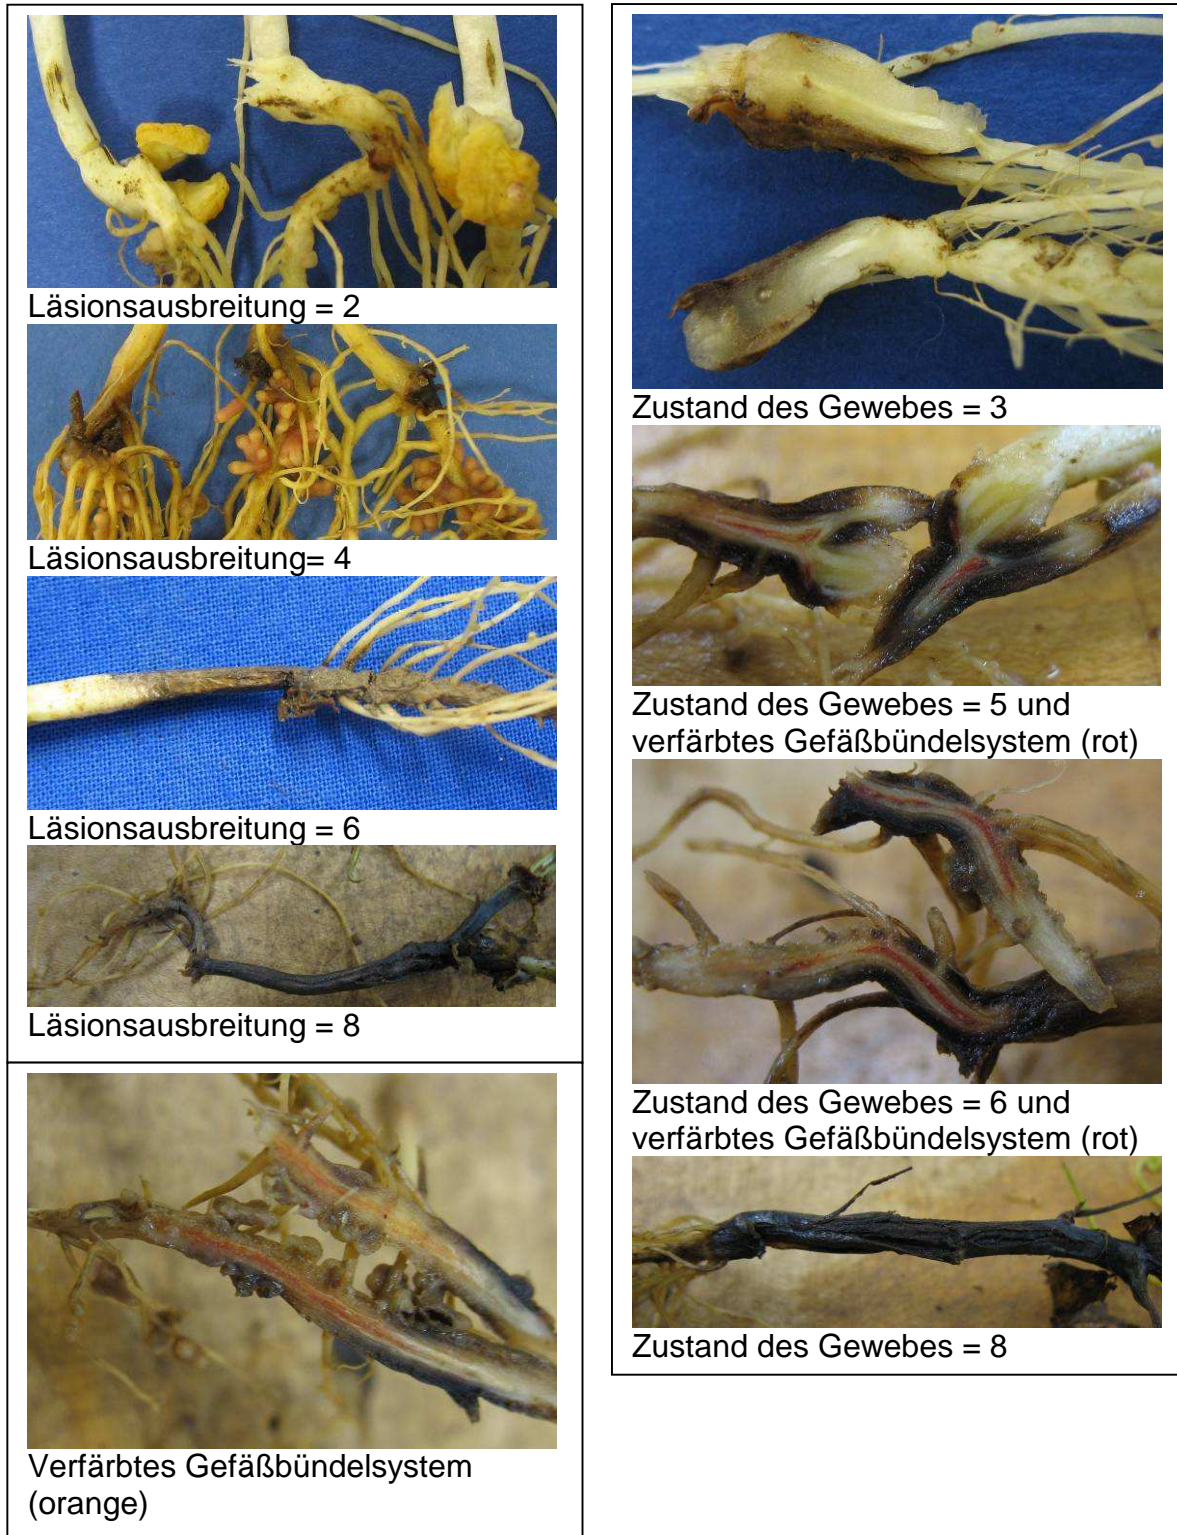 Läsionsausbreitung = 2
Läsionsausbreitung= 4
Läsionsausbreitung = 6
Läsionsausbreitung = 8
Verfärbtes Gefäßbündelsystem
(orange)
Zustand des Gewebes = 3
Zustand des Gewebes = 5 und
verfärbtes Gefäßbündelsystem (rot)
Zustand des Gewebes = 6 und
verfärbtes Gefäßbündelsystem (rot)
Zustand des Gewebes = 8